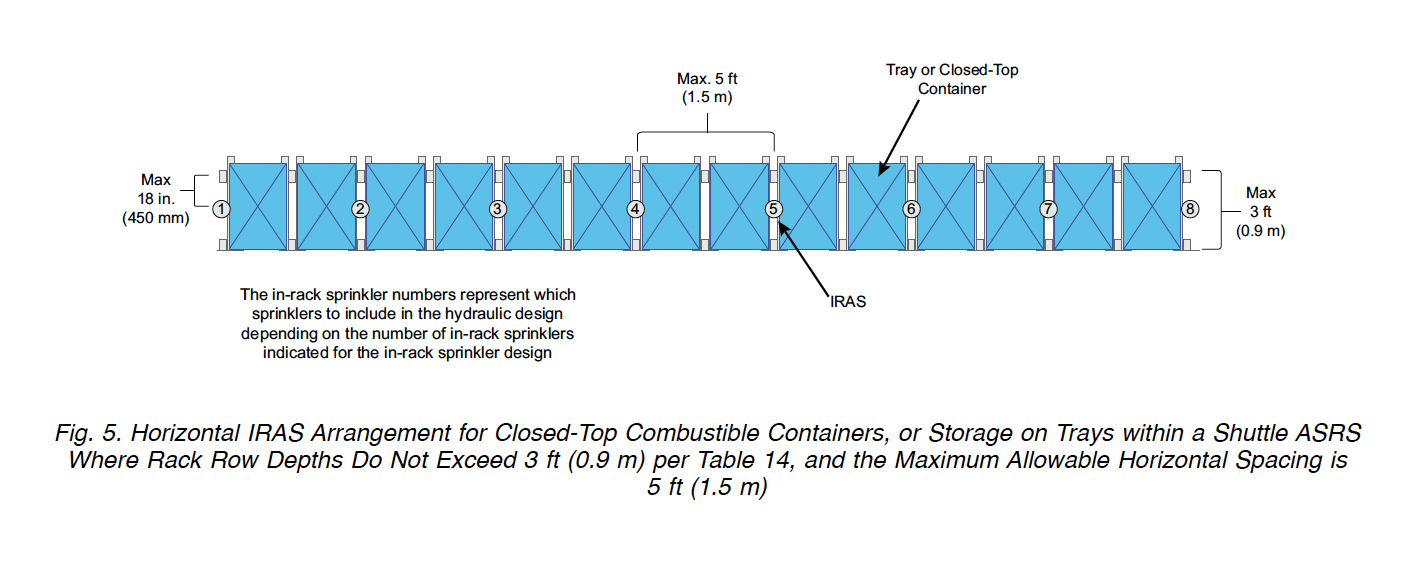 Max. 5 ft
(1.5 m)
Tray or Closed-Top
Container
Max
18 in.
(450 mm)
1
2
3
4
5
6
7
8
Max
3 ft
(0.9 m)
IRAS
The in-rack sprinkler numbers represent which
sprinklers to include in the hydraulic design
depending on the number of in-rack sprinklers
indicated for the in-rack sprinkler design
Fig. 5. Horizontal IRAS Arrangement for Closed-Top Combustible Containers, or Storage on Trays within a Shuttle ASRS
Where Rack Row Depths Do Not Exceed 3 ft (0.9 m) per Table 14, and the Maximum Allowable Horizontal Spacing is
5 ft (1.5 m)